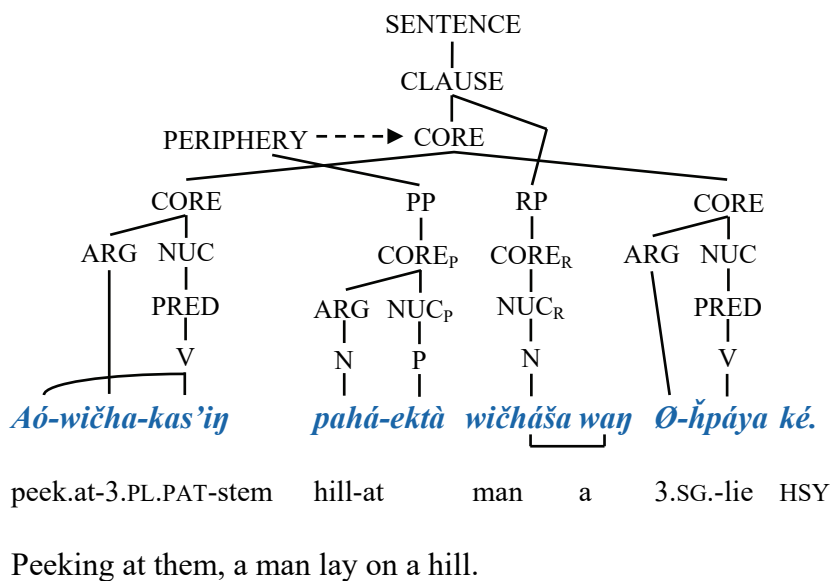 SENTENCE
CLAUSE
PERIPHERY CORE
CORE PP RP CORE
ARG NUC COREP CORER ARG NUC
PRED ARG NUCP NUCR PRED
V N P N V
Aó-wičha-kas’iŋ pahá-ektà wičháša waŋ Ø-ȟpáya ké.
peek.at-3.PL.PAT-stem hill-at man a 3.SG.-lie HSY
Peeking at them, a man lay on a hill.